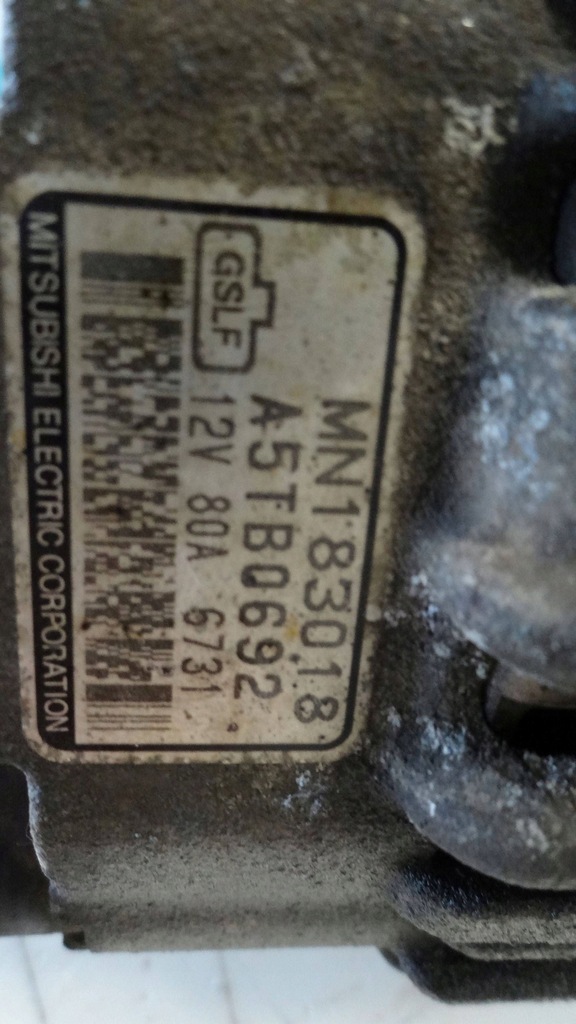 MN183018
A5TB0692
GSLF 12V 80A 6731
MITSUBISHI ELECTRIC CORPORATION